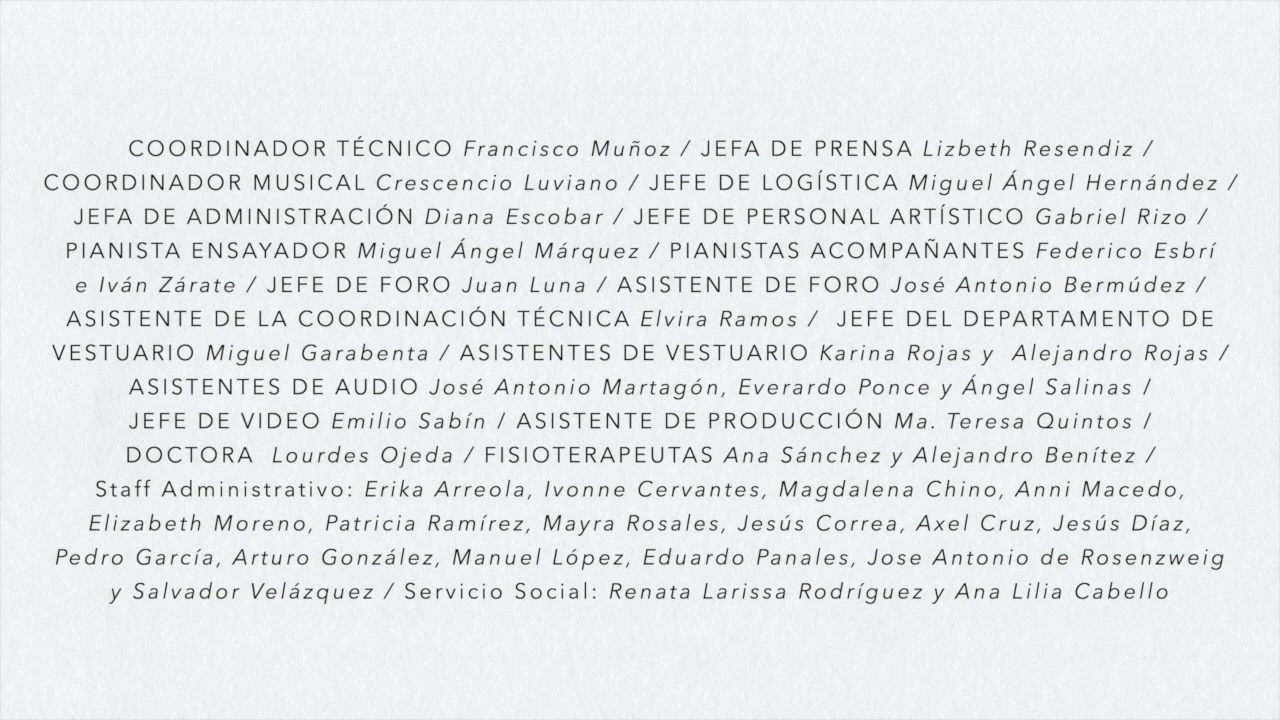 COORDINADOR TÉCNICO Francisco Muñoz / JEFA DE PRENSA Lizbeth Resendiz /
COORDINADOR MUSICAL Crescencio Luviano / JEFE DE LOGÍSTICA Miguel Ángel Hernández /
JEFA DE ADMINISTRACIÓN Diana Escobar / JEFE DE PERSONAL ARTÍSTICO Gabriel Rizo /
PIANISTA ENSAYADOR Miguel Ángel Márquez / PIANISTAS ACOMPAÑANTES Federico Esbrí
e Iván Zárate / JEFE DE FORO Juan Luna / ASISTENTE DE FORO José Antonio Bermúdez /
ASISTENTE DE LA COORDINACIÓN TÉCNICA Elvira Ramos / JEFE DEL DEPARTAMENTO DE
VESTUARIO Miguel Garabenta / ASISTENTES DE VESTUARIO Karina Rojas y Alejandro Rojas /
ASISTENTES DE AUDIO José Antonio Martagón, Everardo Ponce y Ángel Salinas /
JEFE DE VIDEO Emilio Sabín / ASISTENTE DE PRODUCCIÓN Ma. Teresa Quintos /
DOCTORA Lourdes Ojeda / FISIOTERAPEUTAS Ana Sánchez y Alejandro Benítez /
Staff Administrativo: Erika Arreola, Ivonne Cervantes, Magdalena Chino, Anni Macedo,
Elizabeth Moreno, Patricia Ramírez, Mayra Rosales, Jesús Correa, Axel Cruz, Jesús Díaz,
Pedro García, Arturo González, Manuel López, Eduardo Panales, Jose Antonio de Rosenzweig
y Salvador Velázquez / Servicio Social: Renata Larissa Rodríguez y Ana Lilia Cabello